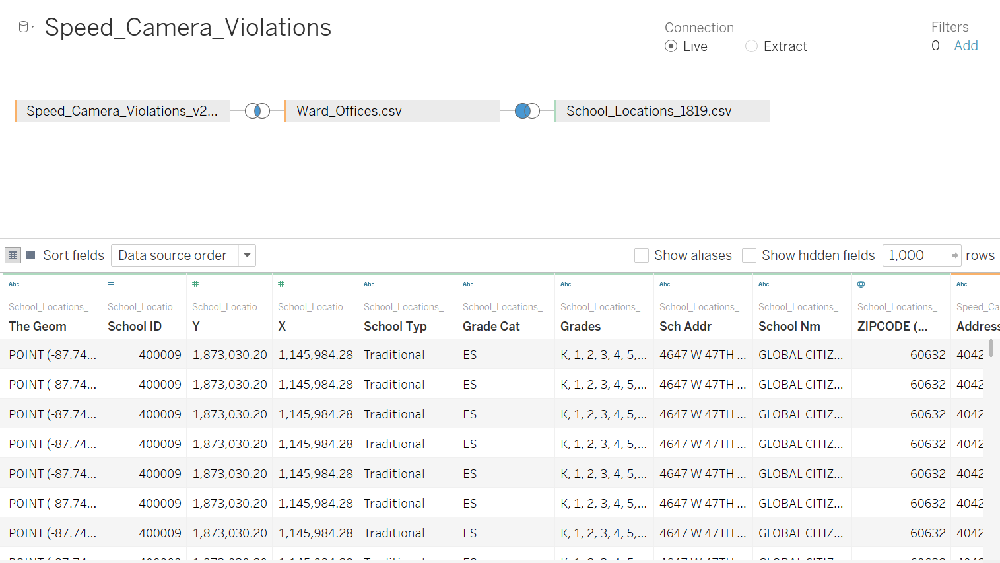 Speed_Camera_Violations
Connection
Live Extract
Filters
0 Add
Speed_Camera_Violations_v2... Ward_Offices.csv School_Locations_1819.csv
Sort fields Data source order Show aliases Show hidden fields 1,000 rows
Abc # # # Abc Abc Abc Abc Abc Abc
School_Locations_... School_Locatio... School_Locatio... School_Locatio... School_Locations_... School_Locations_... School_Locations_... School_Locations_... School_Locations_... School_Locations_... Speed_Ca
The Geom School ID Y X School Typ Grade Cat Grades Sch Addr School Nm ZIPCODE (... Address
POINT (-87.74... 400009 1,873,030.20 1,145,984.28 Traditional ES K, 1, 2, 3, 4, 5,... 4647 W 47TH ... GLOBAL CITIZ... 60632 4042
POINT (-87.74... 400009 1,873,030.20 1,145,984.28 Traditional ES K, 1, 2, 3, 4, 5,... 4647 W 47TH ... GLOBAL CITIZ... 60632 4042
POINT (-87.74... 400009 1,873,030.20 1,145,984.28 Traditional ES K, 1, 2, 3, 4, 5,... 4647 W 47TH ... GLOBAL CITIZ... 60632 4042
POINT (-87.74... 400009 1,873,030.20 1,145,984.28 Traditional ES K, 1, 2, 3, 4, 5,... 4647 W 47TH ... GLOBAL CITIZ... 60632 4042
POINT (-87.74... 400009 1,873,030.20 1,145,984.28 Traditional ES K, 1, 2, 3, 4, 5,... 4647 W 47TH ... GLOBAL CITIZ... 60632 4042
POINT (-87.74... 400009 1,873,030.20 1,145,984.28 Traditional ES K, 1, 2, 3, 4, 5,... 4647 W 47TH ... GLOBAL CITIZ... 60632 4042
POINT (-87.74... 400009 1,873,030.20 1,145,984.28 Traditional ES K, 1, 2, 3, 4, 5,... 4647 W 47TH ... GLOBAL CITIZ... 60632 4042